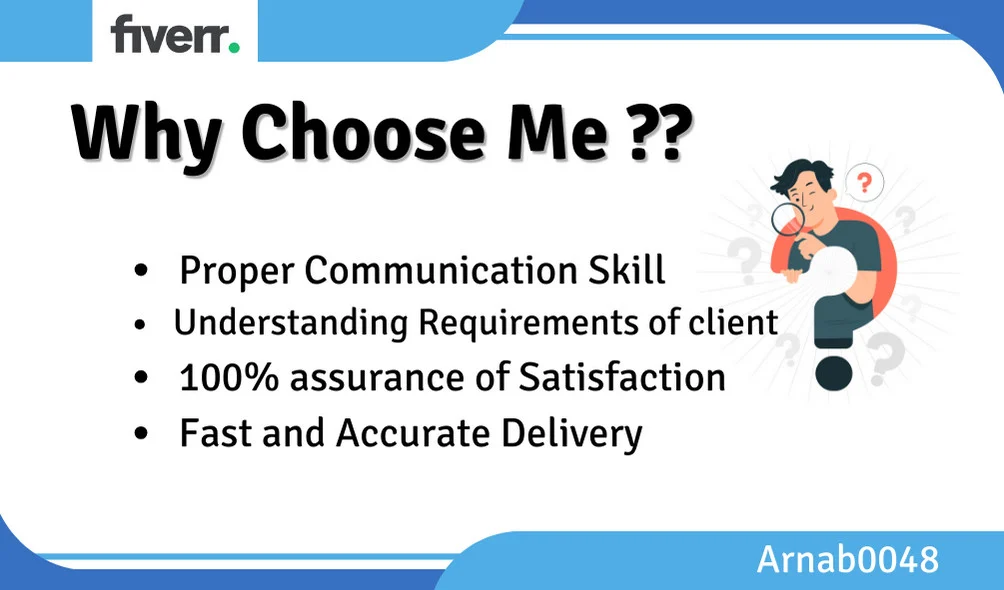 fiverr.
Why Choose Me ??
?
• Proper Communication Skill
• Understanding Requirements of client
• 100% assurance of Satisfaction
• Fast and Accurate Delivery
Arnab0048